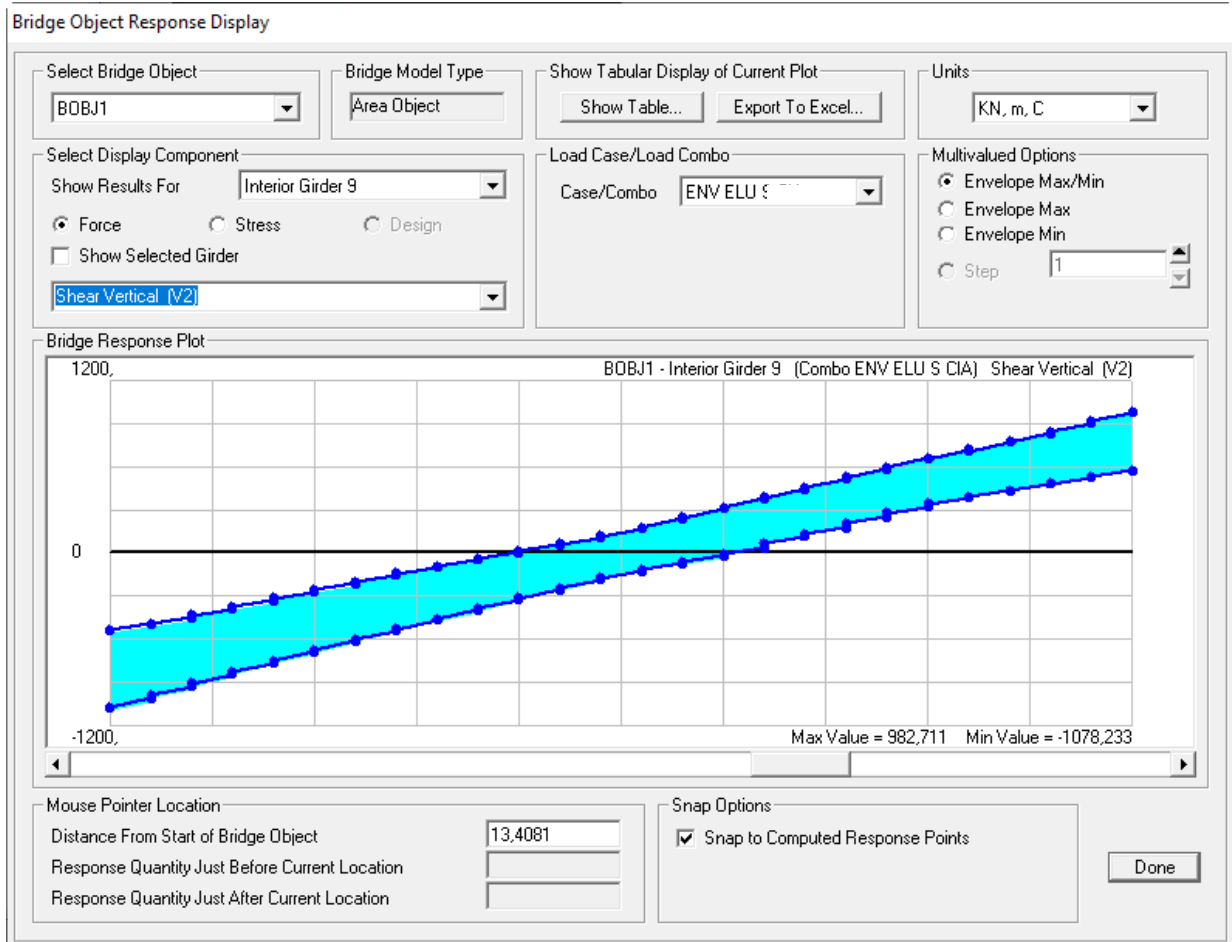 Bridge Object Response Display
Select Bridge Object
BOBJ1
Bridge Model Type
Area Object
Show Tabular Display of Current Plot
Show Table...
Export To Excel...
Units
KN, m, C
Select Display Component
Show Results For
Interior Girder 9
Force
Stress
Design
Show Selected Girder
Shear Vertical (V2)
Load Case/Load Combo
Case/Combo
ENV ELU S
Multivalued Options
Envelope Max/Min
Envelope Max
Envelope Min
Step
1
Bridge Response Plot
1200,
BOBJ1 - Interior Girder 9 (Combo ENV ELU S CIA) Shear Vertical (V2)
0
-1200,
Max Value = 982,711 Min Value = -1078,233
Mouse Pointer Location
Distance From Start of Bridge Object
13,4081
Response Quantity Just Before Current Location
Response Quantity Just After Current Location
Snap Options
Snap to Computed Response Points
Done